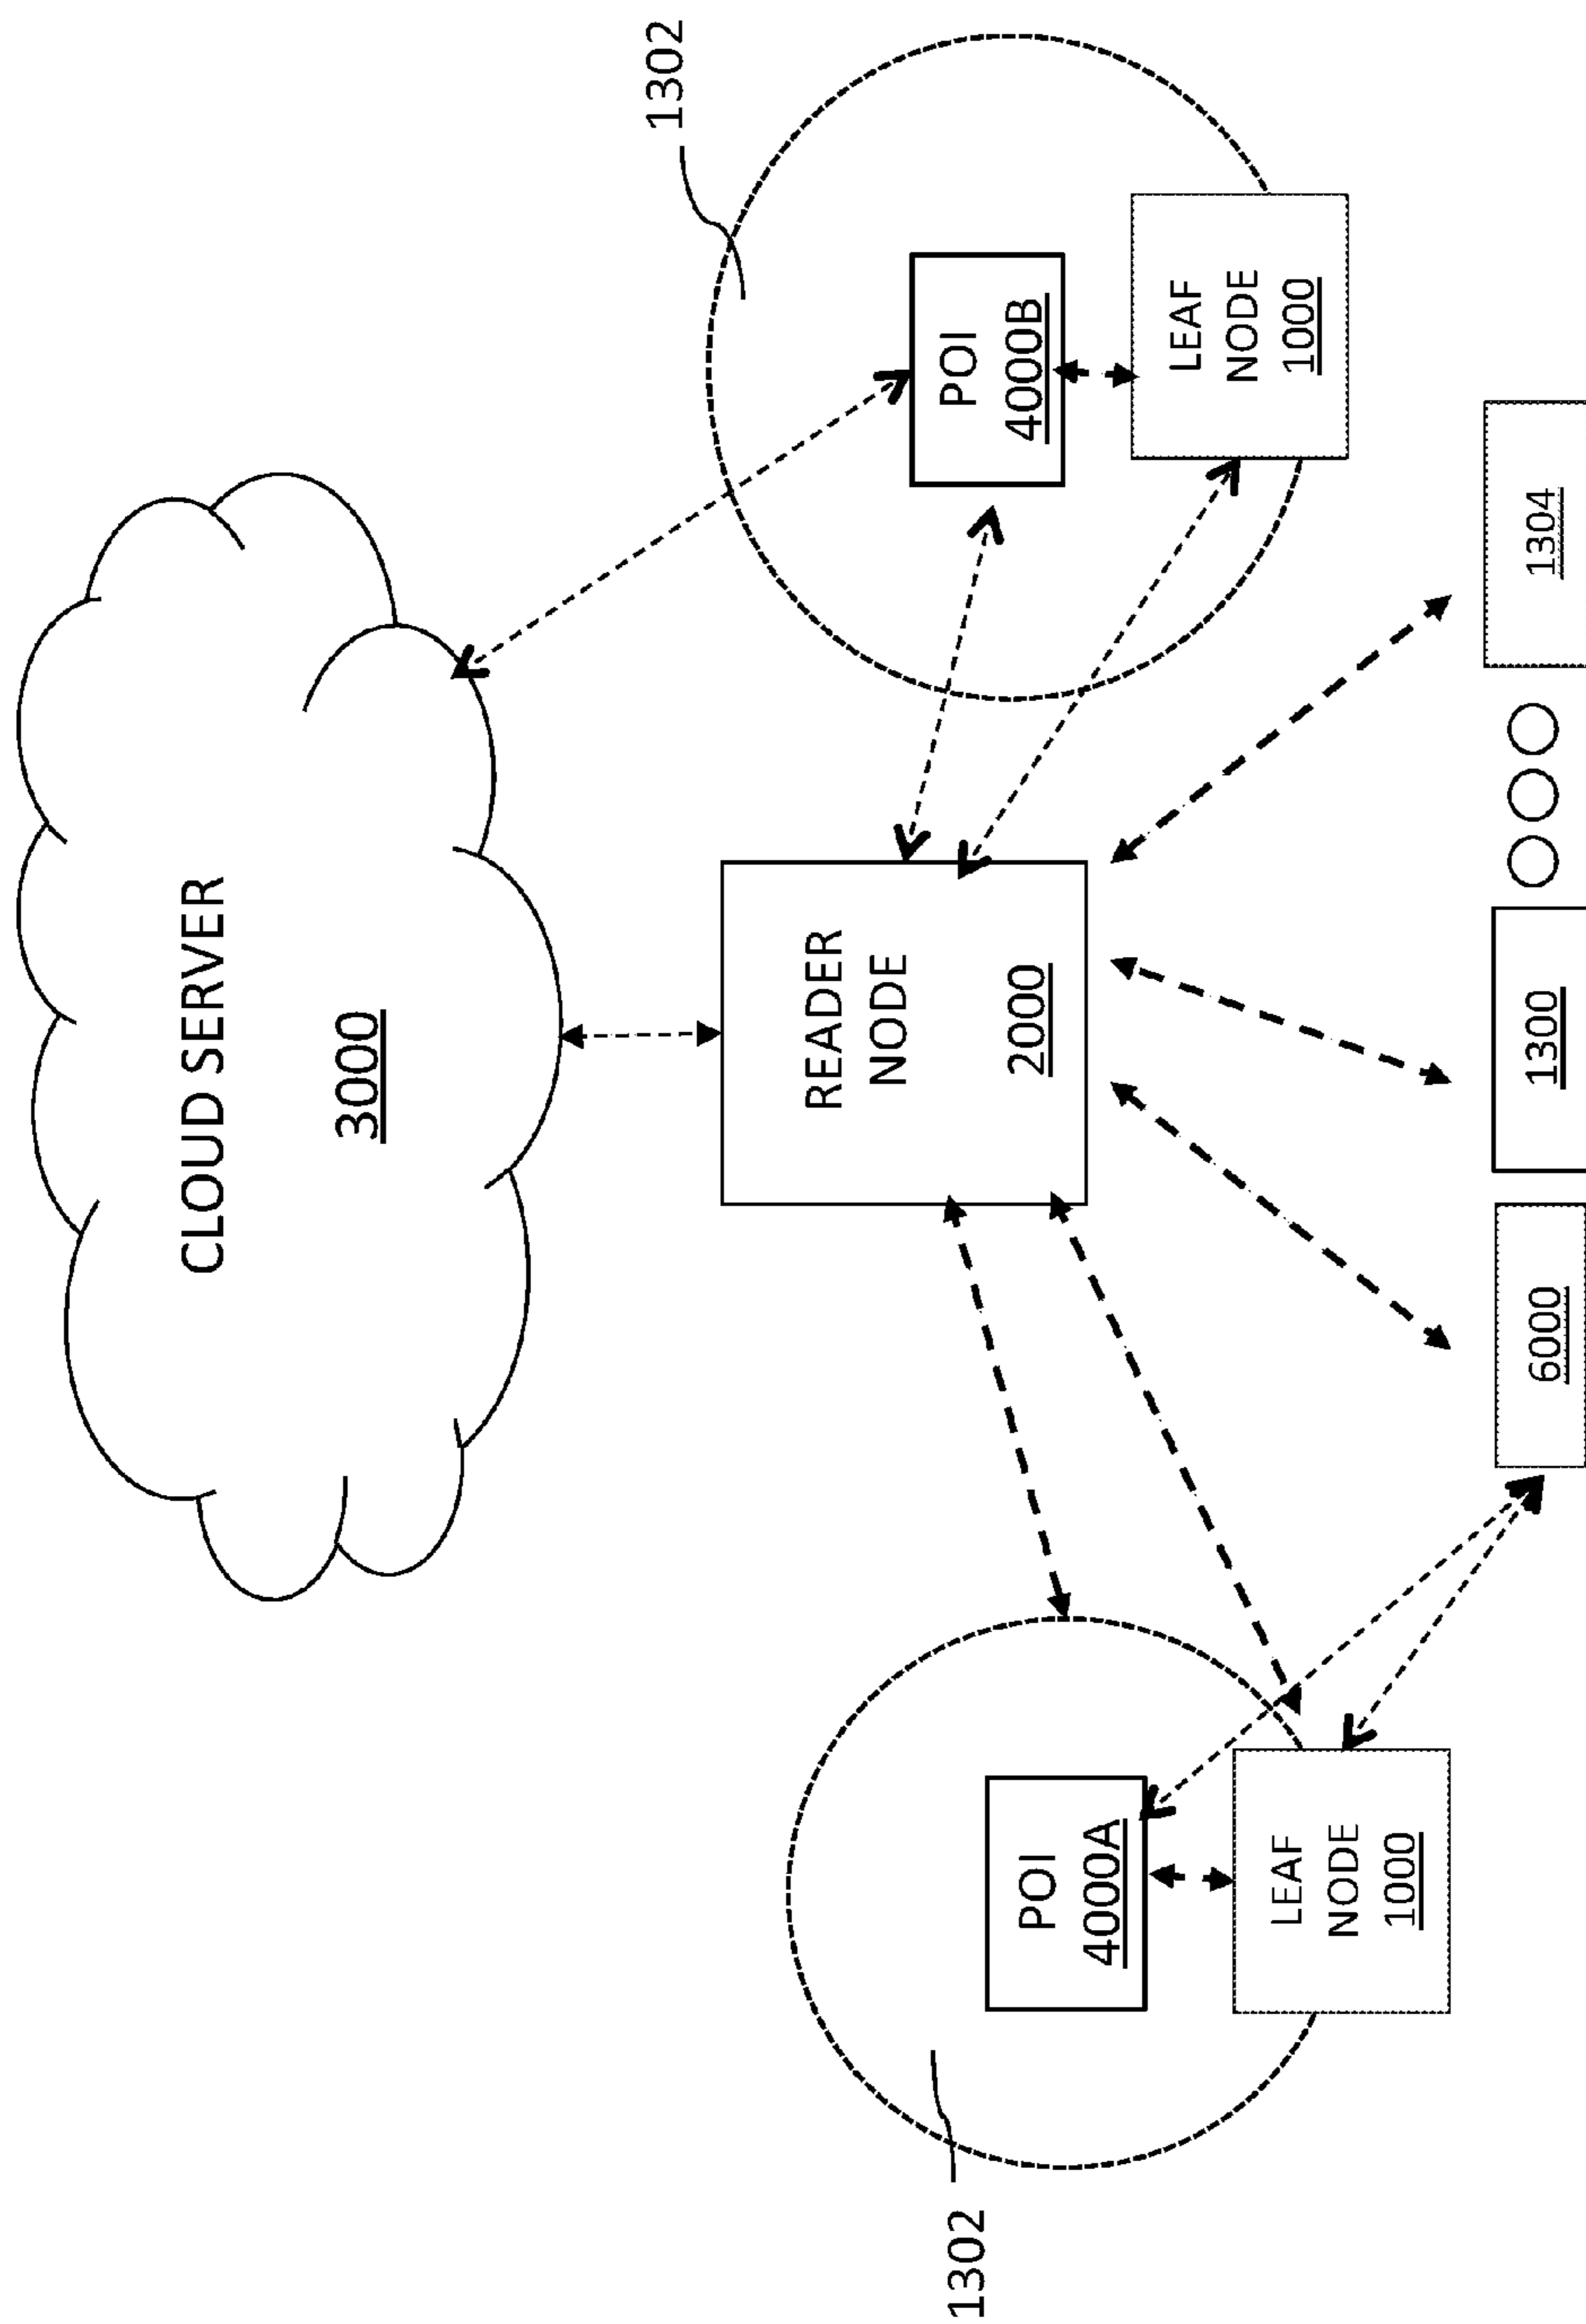 CLOUD SERVER
3000
1302
READER
NODE
2000
POI
4000B
LEAF
NODE
1000
1302
POI
4000A
LEAF
NODE
1000
6000
1300
1304